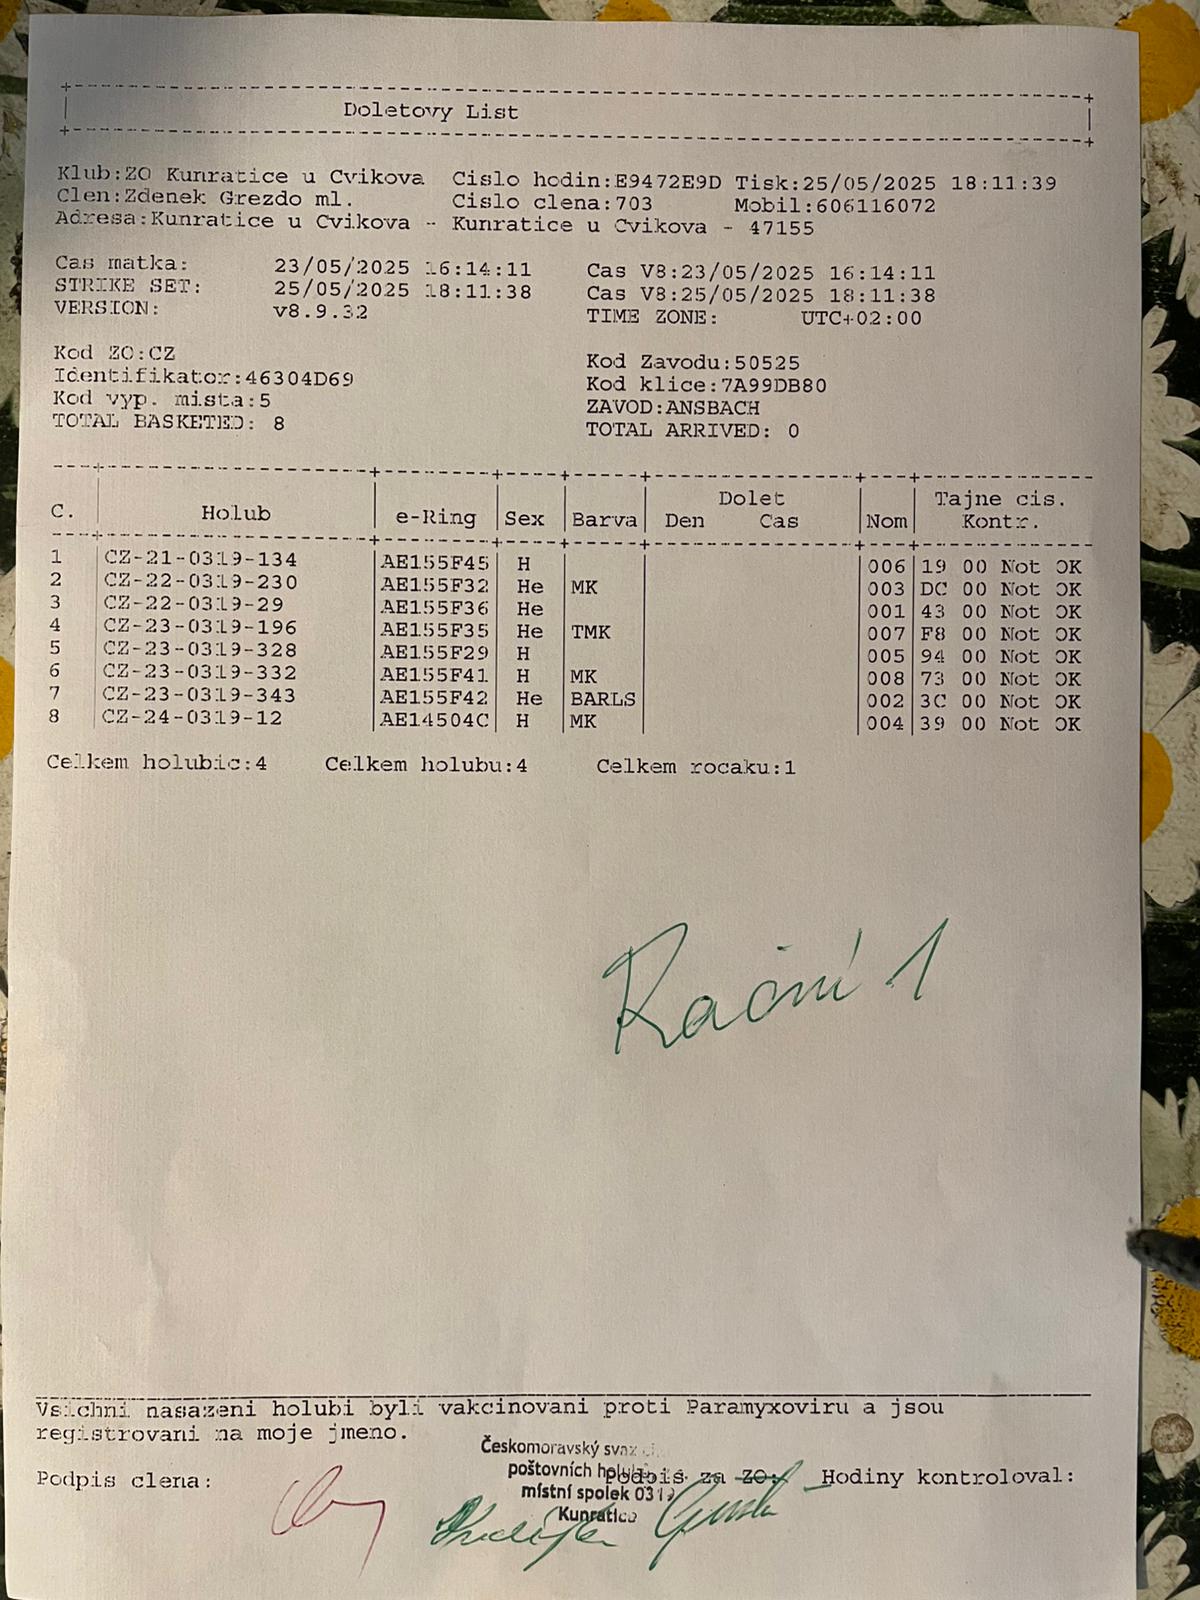 Doletovy List
Klub:ZO Kunratice u Cvikova Cislo hodin:E9472E9D Tisk:25/05/2025 18:11:39
Clen:Zdenek Grezdo ml. Cislo clena:703 Mobil:606116072
Adresa:Kunratice u Cvikova - Kunratice u Cvikova - 47155
Cas matka: 23/05/2025 16:14:11 Cas V8:23/05/2025 16:14:11
STRIKE SET: 25/05/2025 18:11:38 Cas V8:25/05/2025 18:11:38
VERSION: v8.9.32 TIME ZONE: UTC+02:00
Kod ZO:CZ Kod Zavodu:50525
Identifikator:46304D69 Kod klice:7A99DB80
Kod vyp. mista:5 ZAVOD:ANSBACH
TOTAL BASKETED: 8 TOTAL ARRIVED: 0
Dolet Tajne cis.
C. Holub e-Ring Sex Barva Den Cas Nom Kontr.
1 CZ-21-0319-134 AE155F45 H 006 19 00 Not OK
2 CZ-22-0319-230 AE155F32 He MK 003 DC 00 Not OK
3 CZ-22-0319-29 AE155F36 He 001 43 00 Not OK
4 CZ-23-0319-196 AE155F35 He TMK 007 F8 00 Not OK
5 CZ-23-0319-328 AE155F29 H 005 94 00 Not OK
6 CZ-23-0319-332 AE155F41 H MK 008 73 00 Not OK
7 CZ-23-0319-343 AE155F42 He BARLS 002 3C 00 Not OK
8 CZ-24-0319-12 AE14504C H MK 004 39 00 Not OK
Celkem holubic:4 Celkem holubu:4 Celkem rocaku:1
1
Vsichni nasazeni holubi byli vakcinovani proti Paramyxoviru a jsou
registrovani na moje jmeno.
Českomoravský svaz
poštovních
místní spolek 0319
Kunratice
Podpis clena: Podpis za ZO: Hodiny kontroloval: